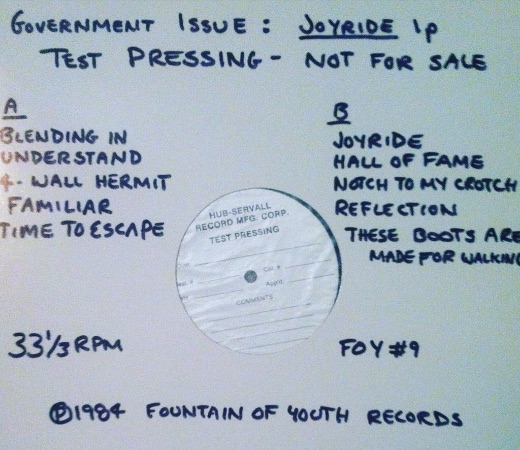 GOVERNMENT ISSUE: JOYRIDE lp
TEST PRESSING - NOT FOR SALE
A
BLENDING IN
UNDERSTAND
4-WALL HERMIT
FAMILIAR
TIME TO ESCAPE
B
JOYRIDE
HALL OF FAME
NOTCH TO MY CROTCH
REFLECTION
THESE BOOTS ARE
MADE FOR WALKING
HUB-SERVALL
RECORD MFG. CORP.
TEST PRESSING
COMMENTS
33⅓ RPM
FOY #9
℗1984 FOUNTAIN OF YOUTH RECORDS